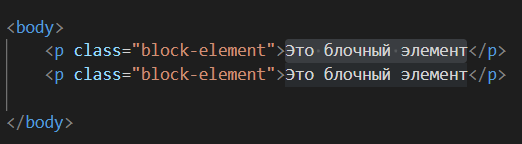 <body>
<p class="block-element">Это блочный элемент</p>
<p class="block-element">Это блочный элемент</p>
</body>